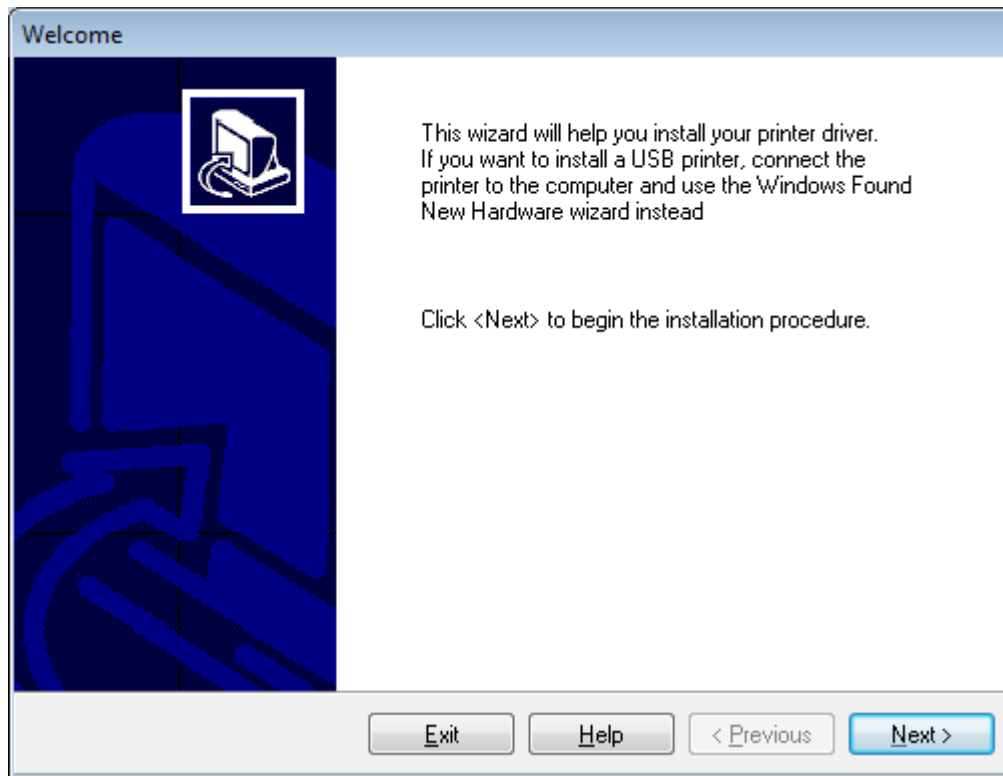 Welcome
This wizard will help you install your printer driver.
If you want to install a USB printer, connect the
printer to the computer and use the Windows Found
New Hardware wizard instead
Click <Next> to begin the installation procedure.
Exit Help < Previous Next >